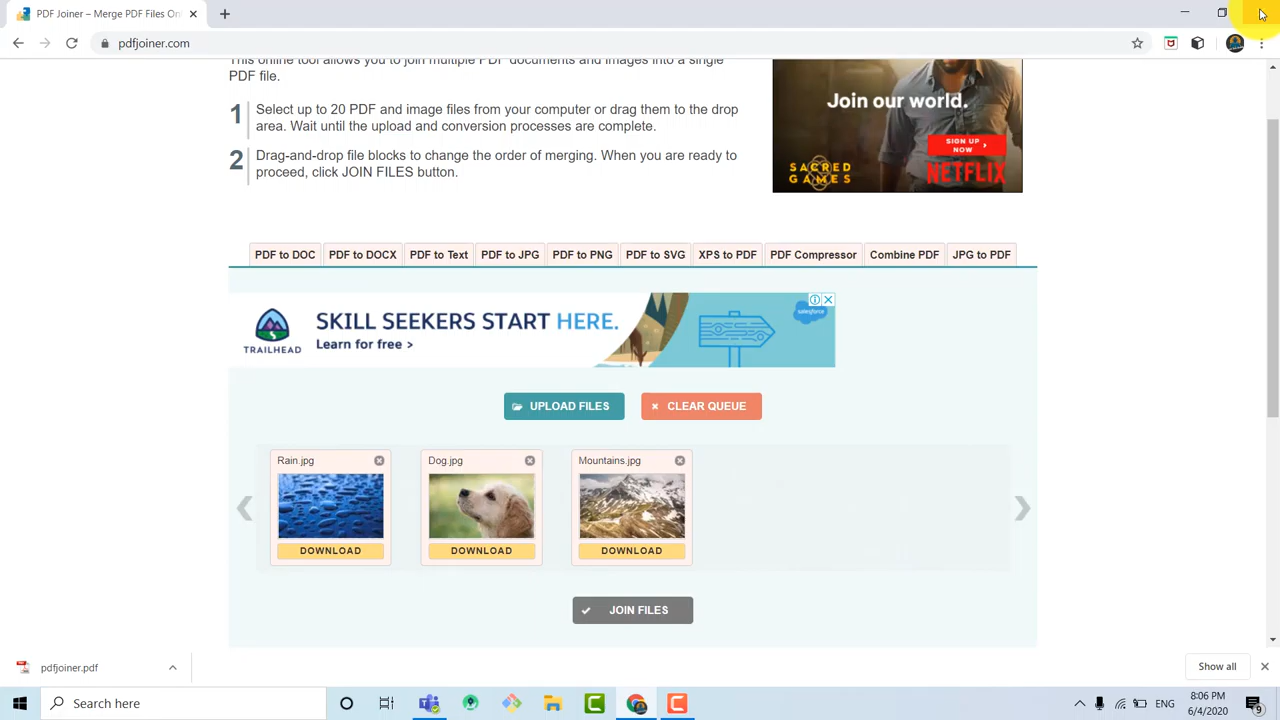 PDF Joiner – Merge PDF Files On
pdfjoiner.com
This online tool allows you to join multiple PDF documents and images into a single
PDF file.
1 Select up to 20 PDF and image files from your computer or drag them to the drop
area. Wait until the upload and conversion processes are complete.
2 Drag-and-drop file blocks to change the order of merging. When you are ready to
proceed, click JOIN FILES button.
Join our world.
SIGN UP
NOW
SACRED
GAMES
NETFLIX
PDF to DOC PDF to DOCX PDF to Text PDF to JPG PDF to PNG PDF to SVG XPS to PDF PDF Compressor Combine PDF JPG to PDF
TRAILHEAD
SKILL SEEKERS START HERE.
Learn for free >
salesforce
UPLOAD FILES CLEAR QUEUE
Rain.jpg Dog.jpg Mountains.jpg
DOWNLOAD DOWNLOAD DOWNLOAD
JOIN FILES
pdfjoiner.pdf Show all
Search here
ENG
8:06 PM
6/4/2020
9